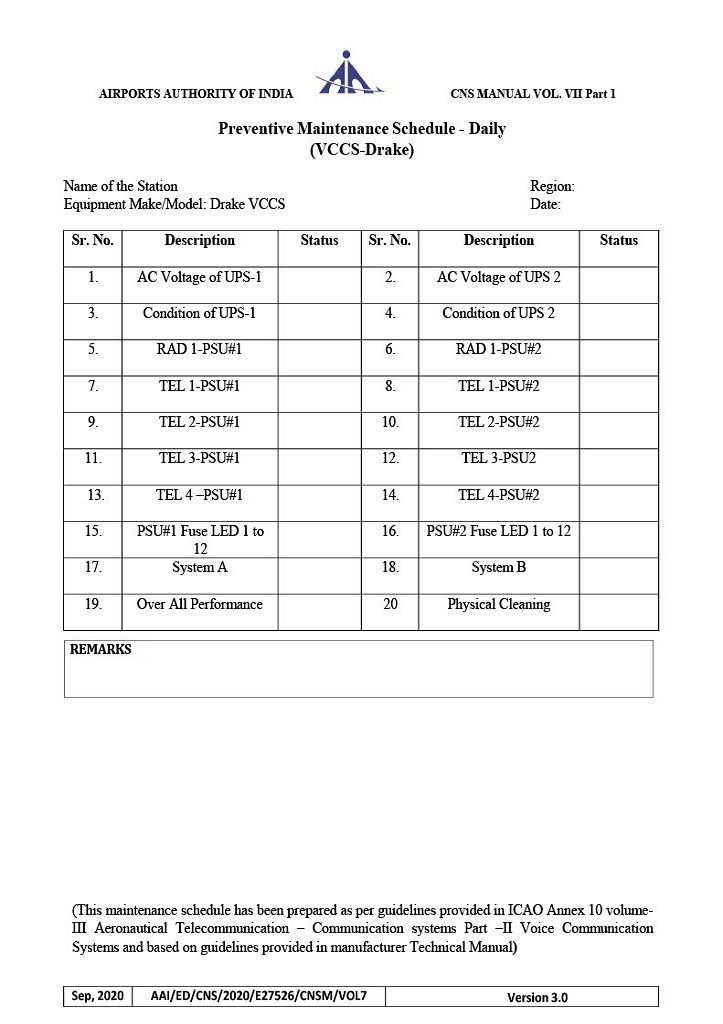 AIRPORTS AUTHORITY OF INDIA CNS MANUAL VOL. VII Part 1
Preventive Maintenance Schedule - Daily
(VCCS-Drake)
Name of the Station Region:
Equipment Make/Model: Drake VCCS Date:
Sr. No. Description Status Sr. No. Description Status
1. AC Voltage of UPS-1 2. AC Voltage of UPS 2
3. Condition of UPS-1 4. Condition of UPS 2
5. RAD 1-PSU#1 6. RAD 1-PSU#2
7. TEL 1-PSU#1 8. TEL 1-PSU#2
9. TEL 2-PSU#1 10. TEL 2-PSU#2
11. TEL 3-PSU#1 12. TEL 3-PSU2
13. TEL 4 –PSU#1 14. TEL 4-PSU#2
15. PSU#1 Fuse LED 1 to 16. PSU#2 Fuse LED 1 to 12
12
17. System A 18. System B
19. Over All Performance 20 Physical Cleaning
REMARKS
(This maintenance schedule has been prepared as per guidelines provided in ICAO Annex 10 volume-
III Aeronautical Telecommunication – Communication systems Part –II Voice Communication
Systems and based on guidelines provided in manufacturer Technical Manual)
Sep, 2020 AAI/ED/CNS/2020/E27526/CNSM/VOL7 Version 3.0